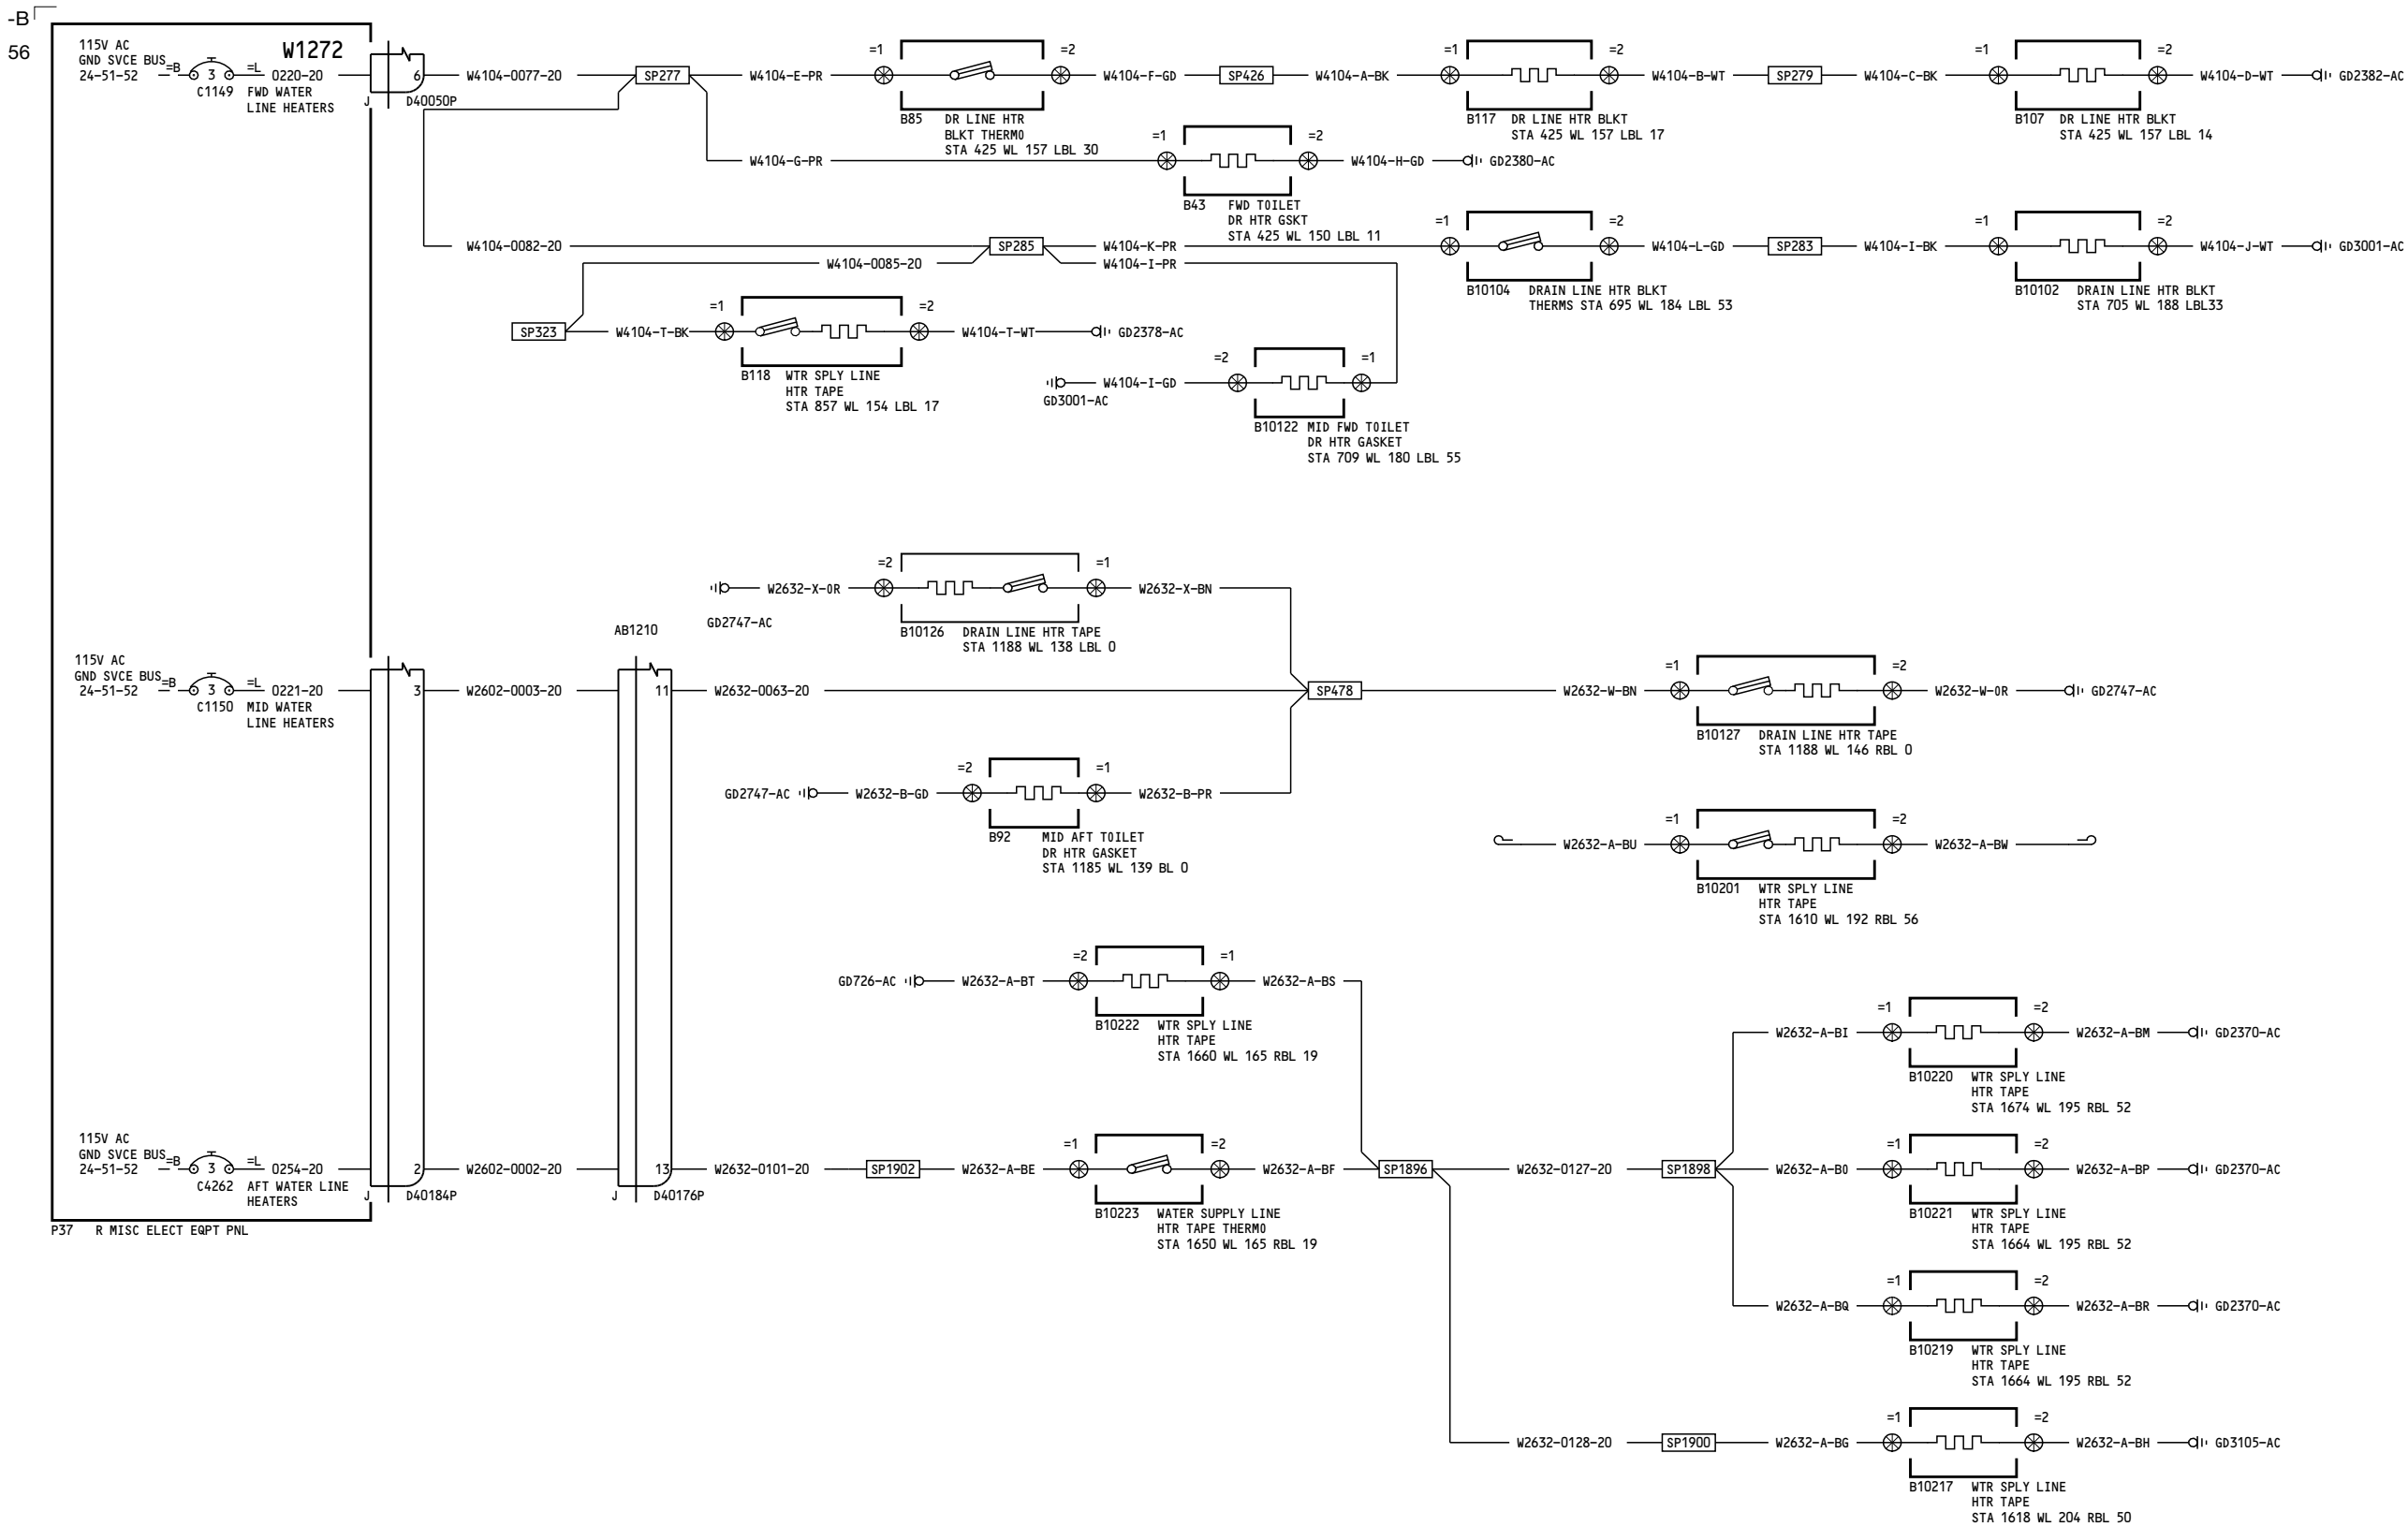 -B
56
115V AC
GND SVCE BUS
24-51-52
=B
3
=L
C1149
W1272
0220-20
FWD WATER
LINE HEATERS
J
6
D40050P
W4104-0077-20
SP277
W4104-E-PR
=1
=2
B85
DR LINE HTR
BLKT THERMO
STA 425 WL 157 LBL 30
W4104-F-GD
SP426
W4104-A-BK
=1
=2
B117
DR LINE HTR BLKT
STA 425 WL 157 LBL 17
W4104-B-WT
SP279
W4104-C-BK
=1
=2
B107
DR LINE HTR BLKT
STA 425 WL 157 LBL 14
W4104-D-WT
GD2382-AC
W4104-G-PR
=1
=2
B43
FWD TOILET
DR HTR GSKT
STA 425 WL 150 LBL 11
W4104-H-GD
GD2380-AC
W4104-0082-20
SP285
W4104-K-PR
W4104-I-PR
=1
=2
B10104
DRAIN LINE HTR BLKT
THERMS STA 695 WL 184 LBL 53
W4104-L-GD
SP283
W4104-I-BK
=1
=2
B10102
DRAIN LINE HTR BLKT
STA 705 WL 188 LBL33
W4104-J-WT
GD3001-AC
W4104-0085-20
SP323
W4104-T-BK
=1
=2
B118
WTR SPLY LINE
HTR TAPE
STA 857 WL 154 LBL 17
W4104-T-WT
GD2378-AC
GD3001-AC
W4104-I-GD
=2
=1
B10122
MID FWD TOILET
DR HTR GASKET
STA 709 WL 180 LBL 55
GD2747-AC
W2632-X-OR
=2
=1
B10126
DRAIN LINE HTR TAPE
STA 1188 WL 138 LBL 0
W2632-X-BN
115V AC
GND SVCE BUS
24-51-52
=B
3
=L
C1150
0221-20
MID WATER
LINE HEATERS
3
W2602-0003-20
AB1210
11
W2632-0063-20
SP478
W2632-W-BN
=1
=2
B10127
DRAIN LINE HTR TAPE
STA 1188 WL 146 RBL 0
W2632-W-OR
GD2747-AC
GD2747-AC
W2632-B-GD
=2
=1
B92
MID AFT TOILET
DR HTR GASKET
STA 1185 WL 139 BL 0
W2632-B-PR
W2632-A-BU
=1
=2
B10201
WTR SPLY LINE
HTR TAPE
STA 1610 WL 192 RBL 56
W2632-A-BW
GD726-AC
W2632-A-BT
=2
=1
B10222
WTR SPLY LINE
HTR TAPE
STA 1660 WL 165 RBL 19
W2632-A-BS
W2632-A-BI
=1
=2
B10220
WTR SPLY LINE
HTR TAPE
STA 1674 WL 195 RBL 52
W2632-A-BM
GD2370-AC
115V AC
GND SVCE BUS
24-51-52
=B
3
=L
C4262
0254-20
AFT WATER LINE
HEATERS
J
2
D40184P
W2602-0002-20
J
13
D40176P
W2632-0101-20
SP1902
W2632-A-BE
=1
=2
B10223
WATER SUPPLY LINE
HTR TAPE THERMO
STA 1650 WL 165 RBL 19
W2632-A-BF
SP1896
W2632-0127-20
SP1898
W2632-A-BO
=1
=2
B10221
WTR SPLY LINE
HTR TAPE
STA 1664 WL 195 RBL 52
W2632-A-BP
GD2370-AC
P37
R MISC ELECT EQPT PNL
W2632-A-BQ
=1
=2
B10219
WTR SPLY LINE
HTR TAPE
STA 1664 WL 195 RBL 52
W2632-A-BR
GD2370-AC
W2632-0128-20
SP1900
W2632-A-BG
=1
=2
B10217
WTR SPLY LINE
HTR TAPE
STA 1618 WL 204 RBL 50
W2632-A-BH
GD3105-AC